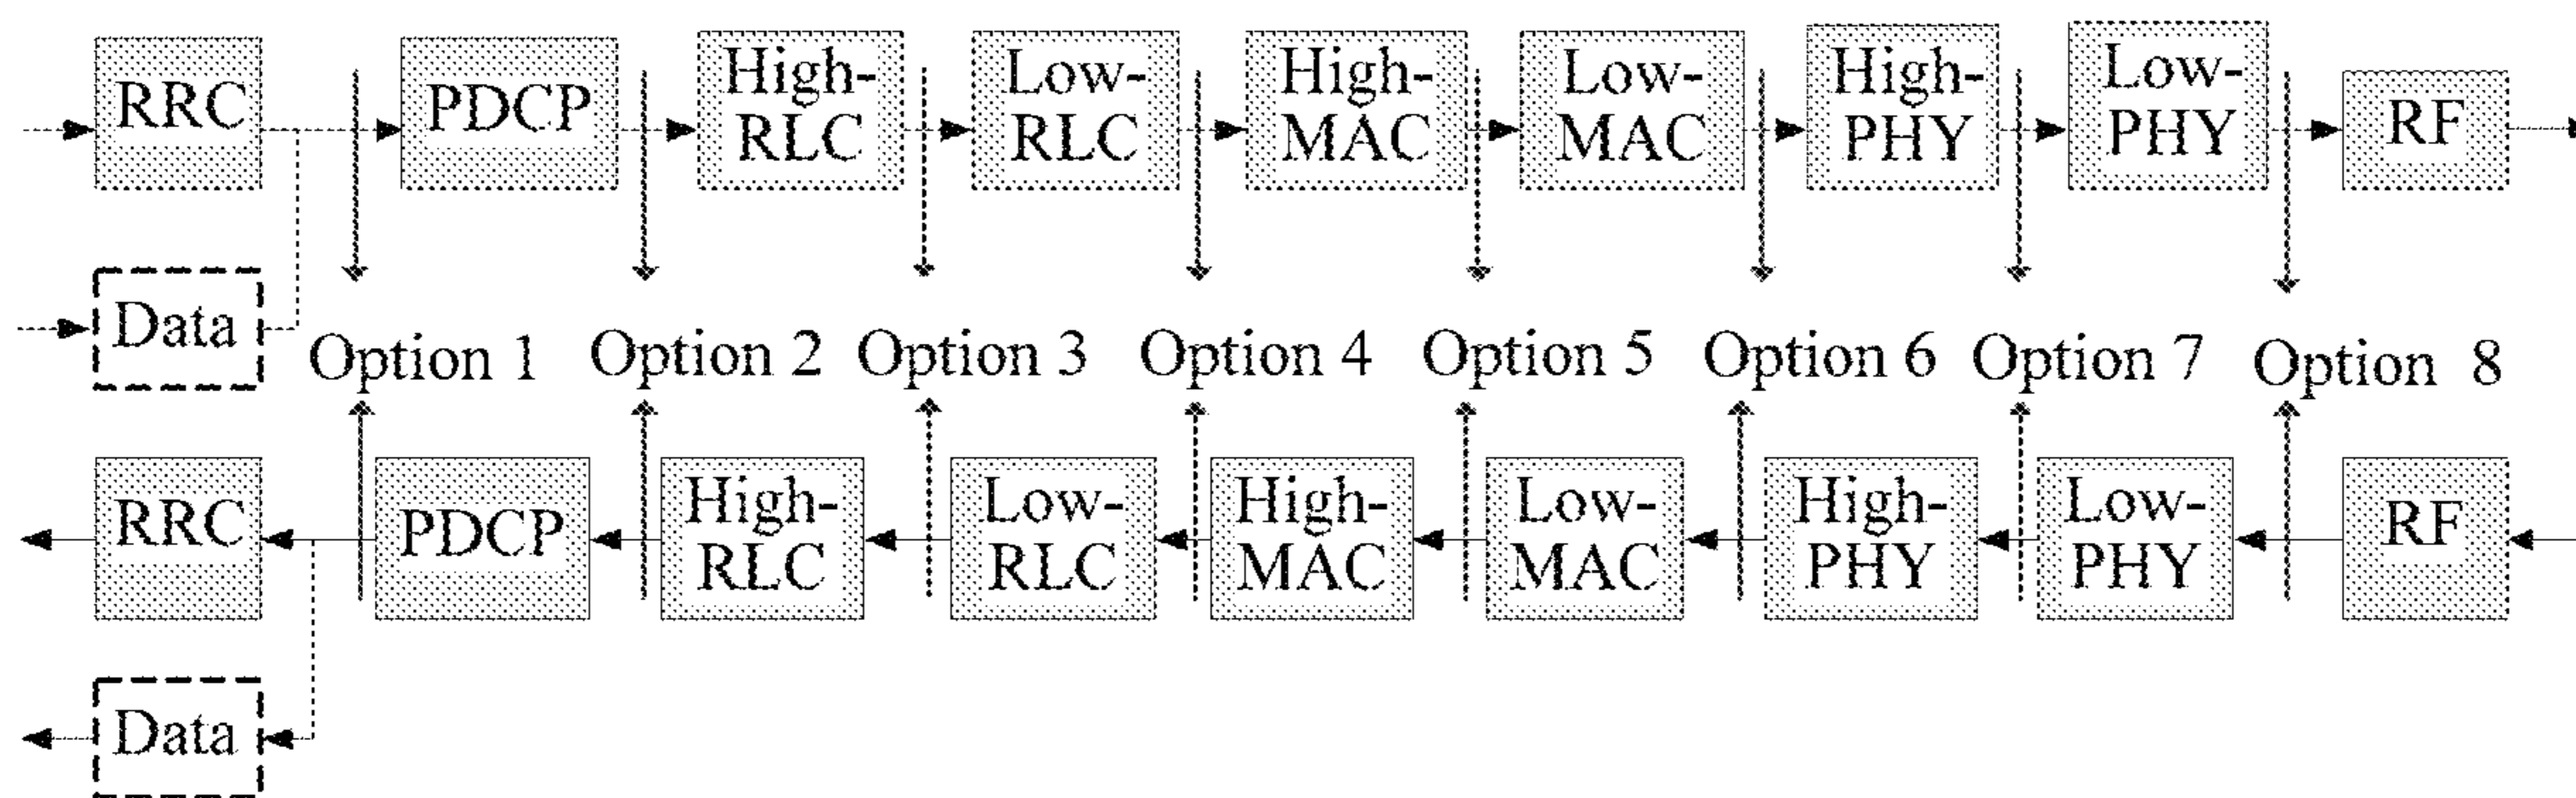 RRC
PDCP
High-
RLC
Low-
RLC
High-
MAC
Low-
MAC
High-
PHY
Low-
PHY
RF
Data
Option 1
Option 2
Option 3
Option 4
Option 5
Option 6
Option 7
Option 8
RRC
PDCP
High-
RLC
Low-
RLC
High-
MAC
Low-
MAC
High-
PHY
Low-
PHY
RF
Data